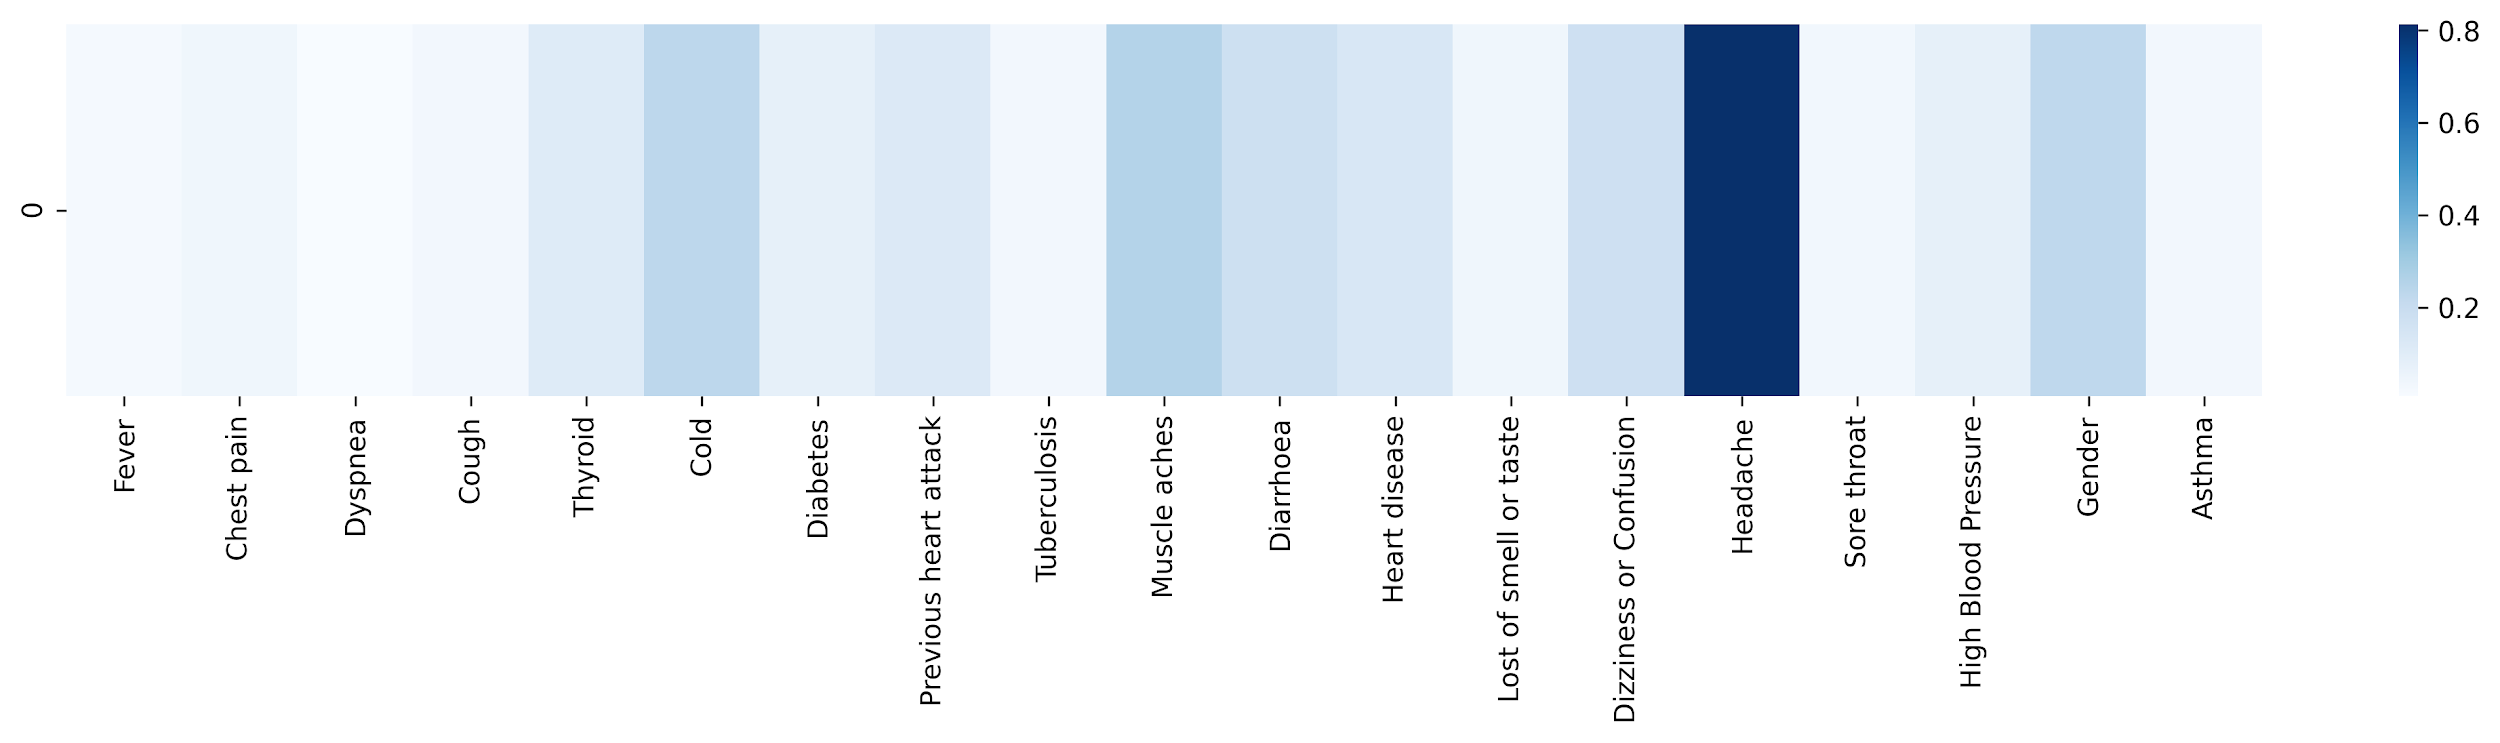 0
Fever
Chest pain
Dyspnea
Cough
Thyroid
Cold
Diabetes
Previous heart attack
Tuberculosis
Muscle aches
Diarrhoea
Heart disease
Lost of smell or taste
Dizziness or Confusion
Headache
Sore throat
High Blood Pressure
Gender
Asthma
0.8
0.6
0.4
0.2